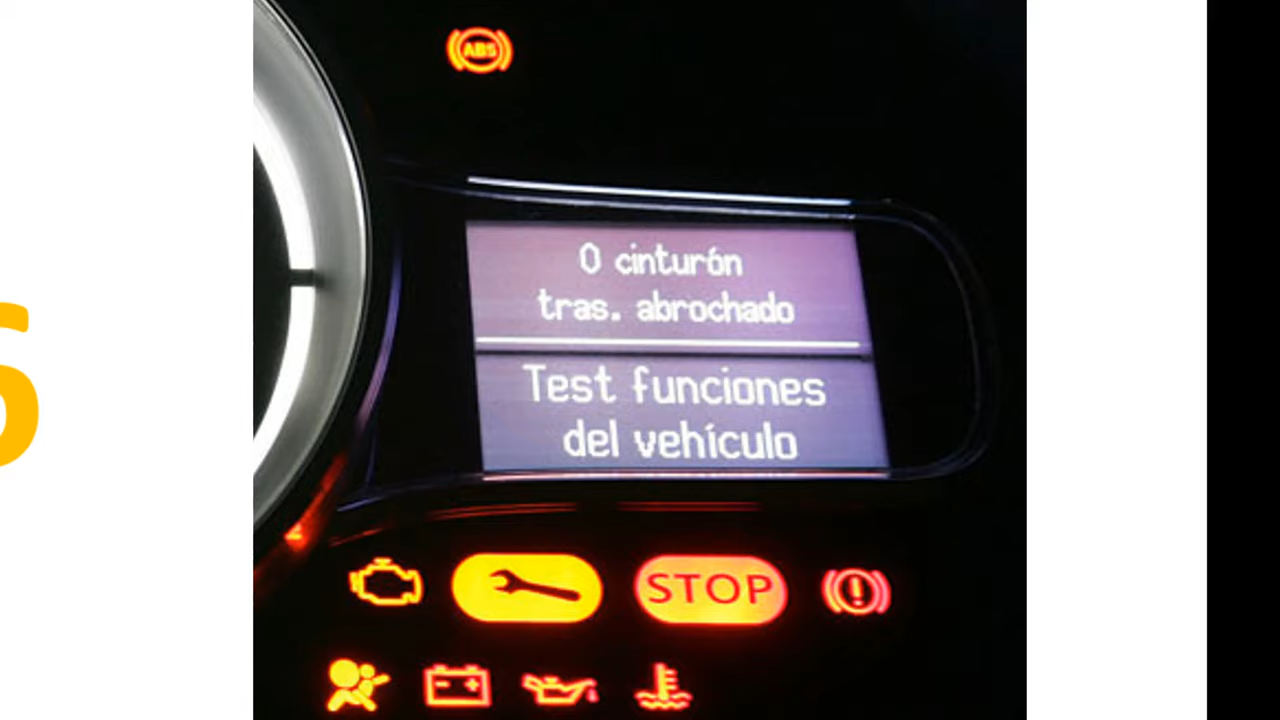 ABS
0 cinturón
tras. abrochado
Test funciones
del vehículo
STOP